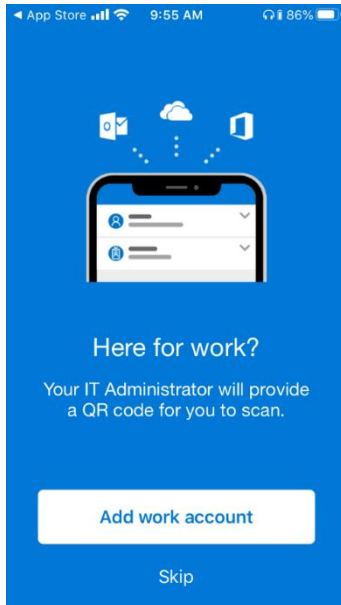 App Store 9:55 AM 86%
Here for work?
Your IT Administrator will provide
a QR code for you to scan.
Add work account
Skip